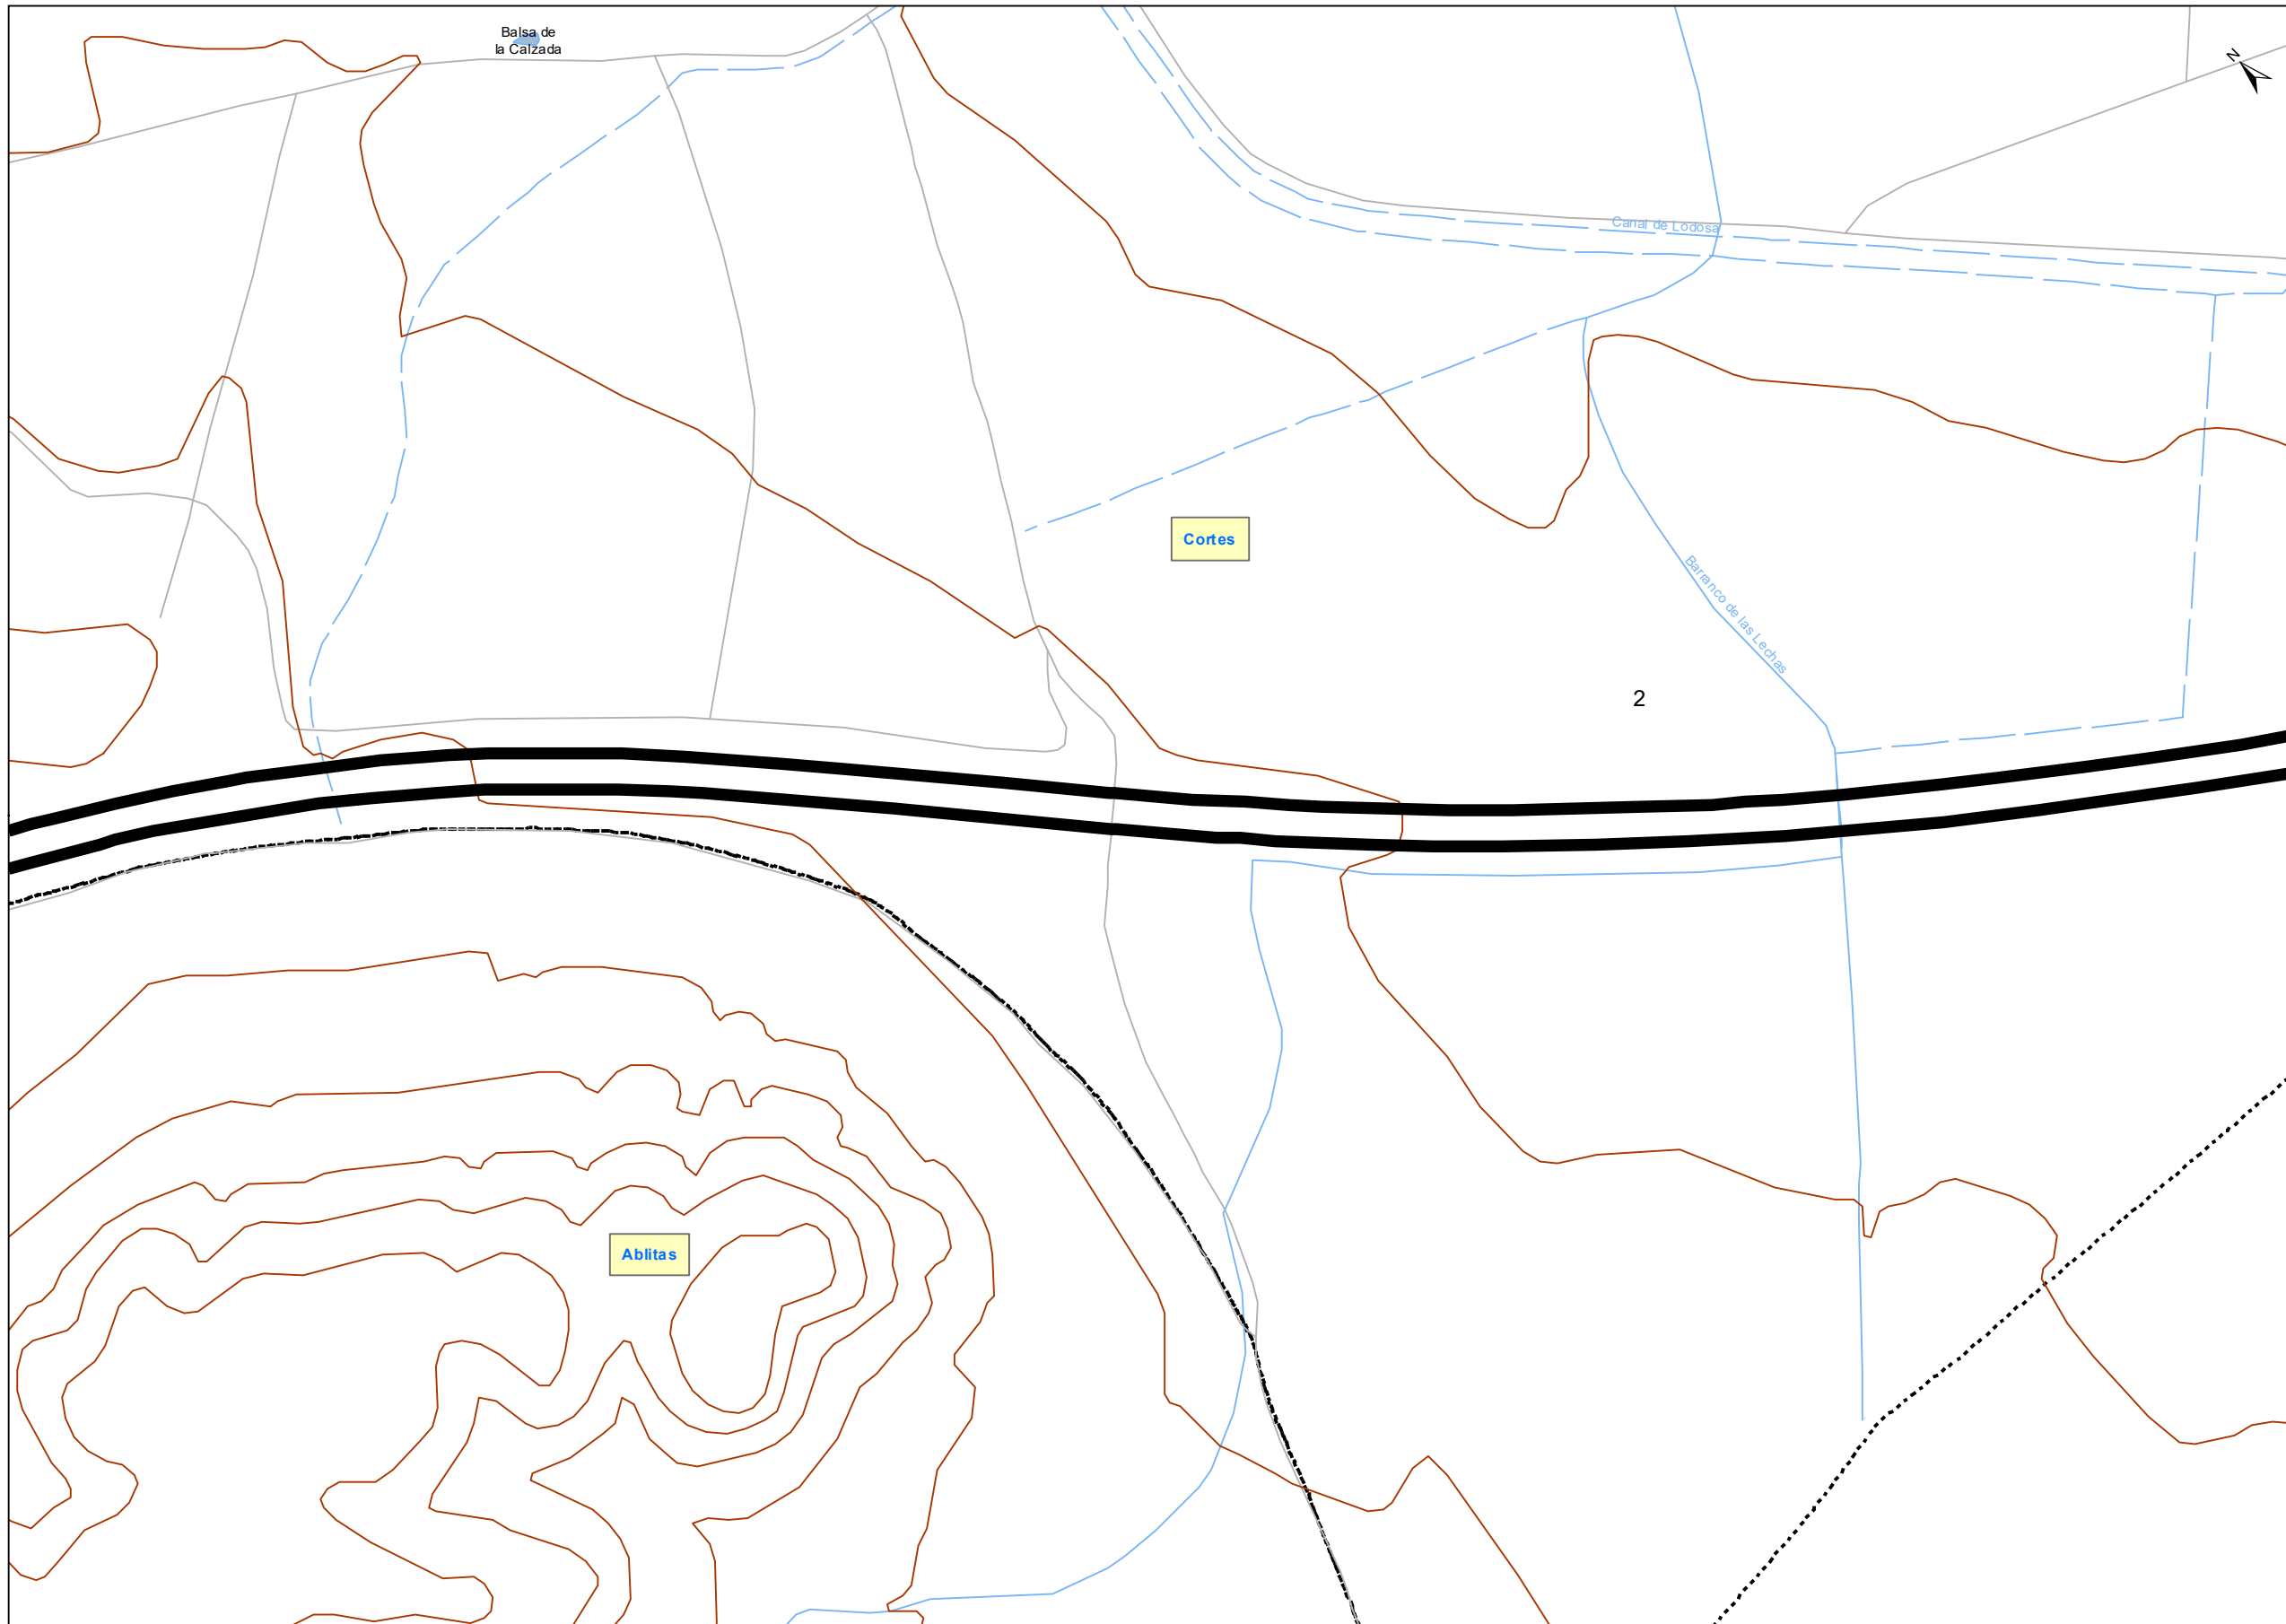 Balsa de
la Calzada
N
Canal de Lodosa
Cortes
Barranco de las Lechas
2
Ablitas